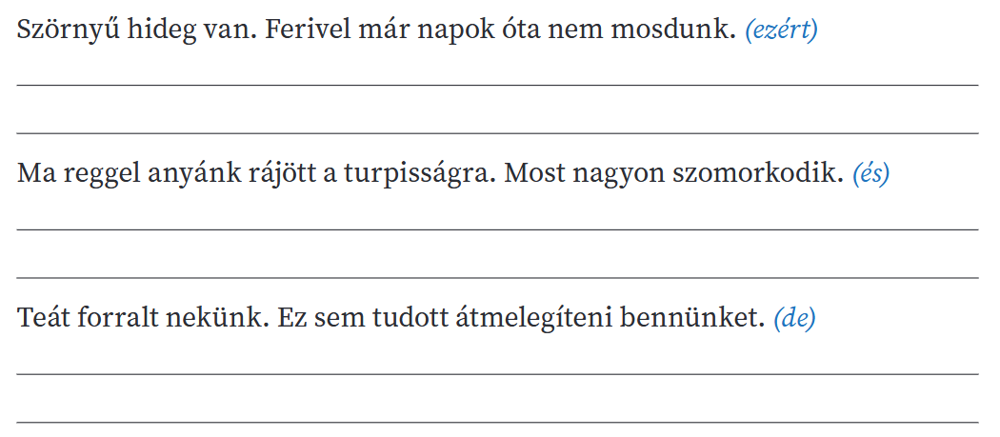 Szörnyű hideg van. Ferivel már napok óta nem mosdunk. (ezért)
Ma reggel anyánk rájött a turpisságra. Most nagyon szomorkodik. (és)
Teát forralt nekünk. Ez sem tudott átmelegíteni bennünket. (de)